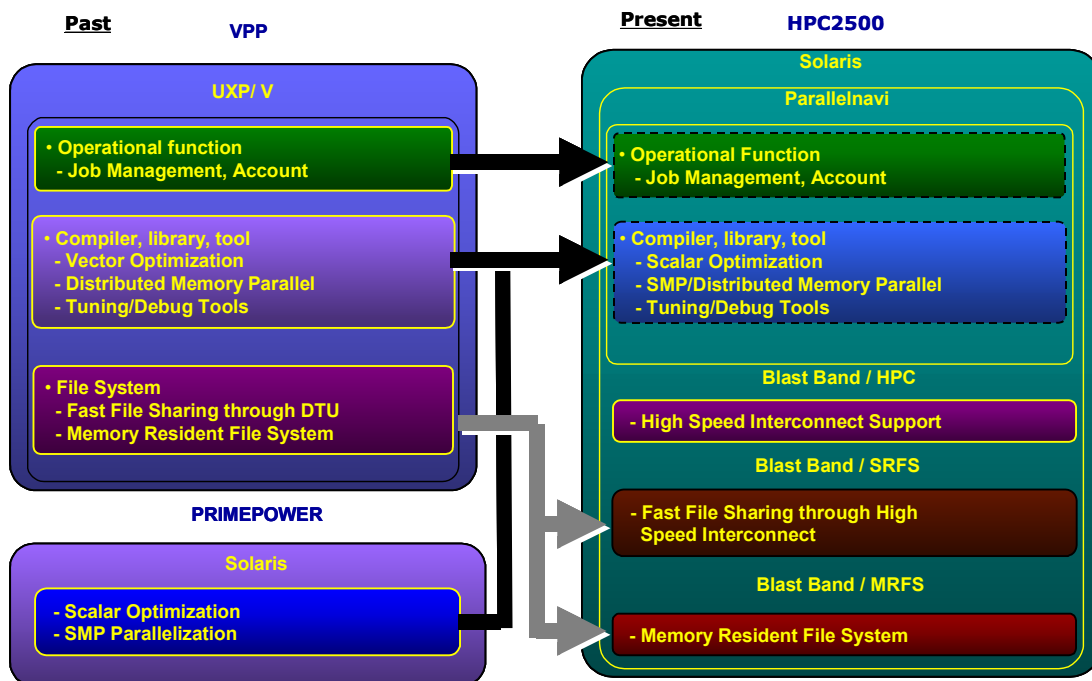 Past
VPP
UXP/ V
• Operational function
- Job Management, Account
• Compiler, library, tool
- Vector Optimization
- Distributed Memory Parallel
- Tuning/Debug Tools
• File System
- Fast File Sharing through DTU
- Memory Resident File System
PRIMEPOWER
Solaris
- Scalar Optimization
- SMP Parallelization
Present
HPC2500
Solaris
Parallelnavi
• Operational Function
- Job Management, Account
• Compiler, library, tool
- Scalar Optimization
- SMP/Distributed Memory Parallel
- Tuning/Debug Tools
Blast Band / HPC
- High Speed Interconnect Support
Blast Band / SRFS
- Fast File Sharing through High
Speed Interconnect
Blast Band / MRFS
- Memory Resident File System